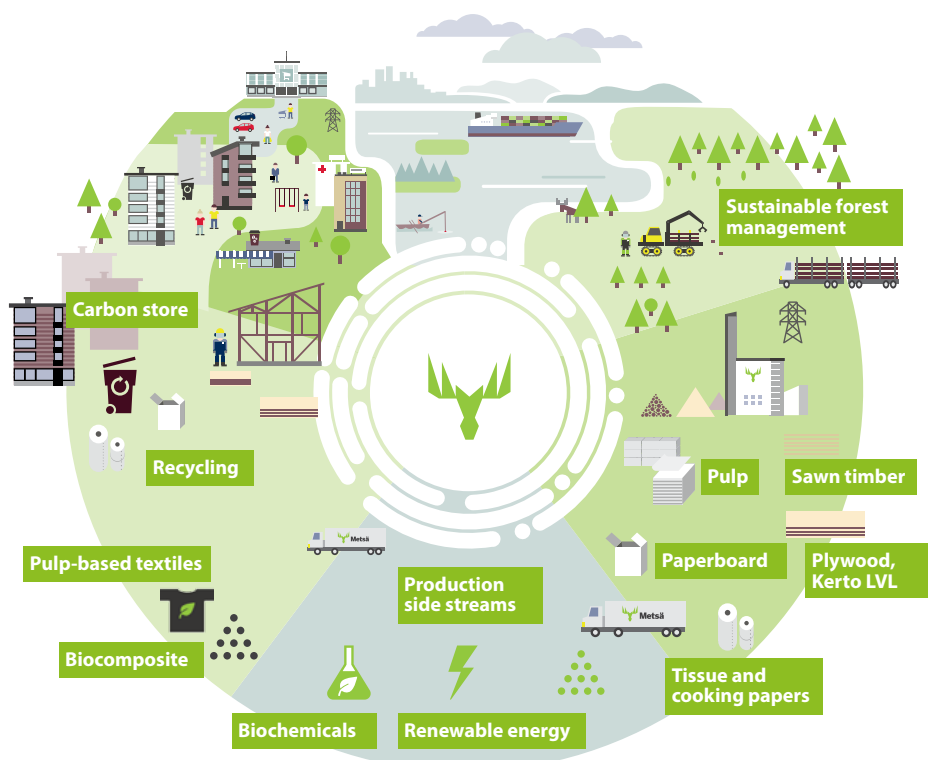 Sustainable forest
management
Carbon store
Recycling
Pulp
Sawn timber
Metsä
Pulp-based textiles
Paperboard
Plywood,
Kerto LVL
Production
side streams
Metsä
Biocomposite
Tissue and
cooking papers
Biochemicals
Renewable energy